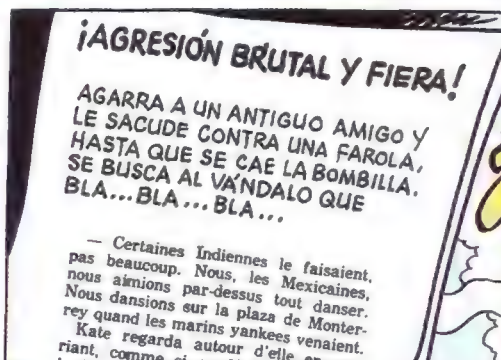 ¡AGRESIÓN BRUTAL Y FIERA!
AGARRA A UN ANTIGUO AMIGO Y
LE SACUDE CONTRA UNA FAROLA,
HASTA QUE SE CAE LA BOMBILLA.
SE BUSCA AL VÁNDALO QUE
BLA... BLA... BLA...
— Certaines Indiennes le faisaient,
pas beaucoup. Nous, les Mexicaines,
nous aimions par-dessus tout danser.
Nous dansions sur la plaza de Monter-
rey quand les marins yankees venaient.
Kate regarda autour d'elle en
riant, comme